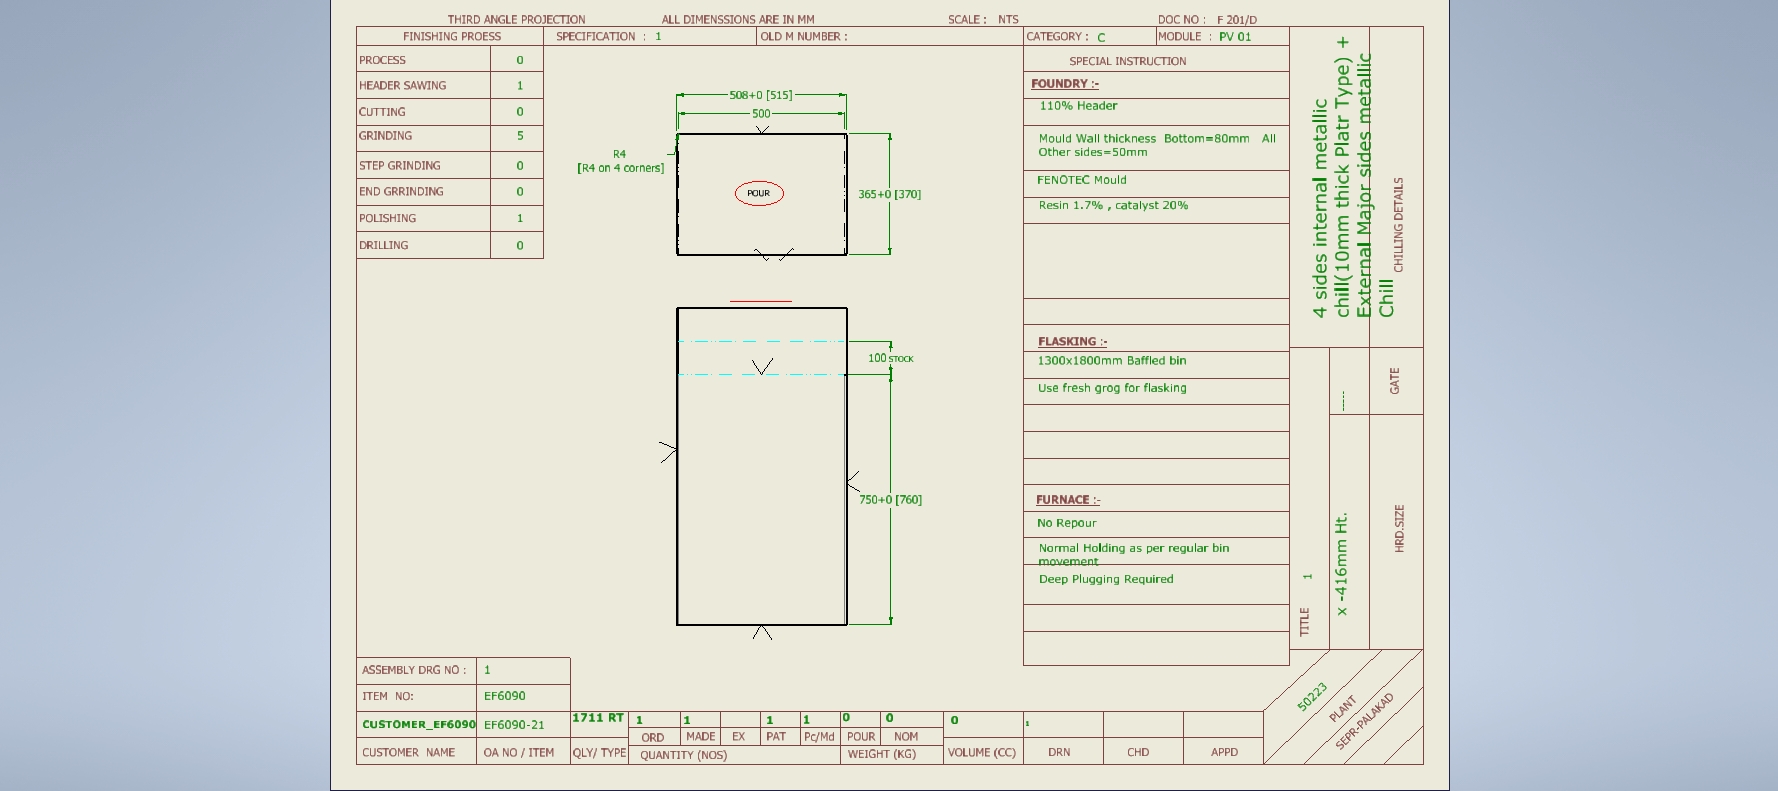 THIRD ANGLE PROJECTION ALL DIMENSSIONS ARE IN MM SCALE : NTS DOC NO : F 201/D
FINISHING PROESS SPECIFICATION : 1 OLD M NUMBER : CATEGORY : C MODULE : PV 01
PROCESS 0
HEADER SAWING 1
CUTTING 0
GRINDING 5
STEP GRINDING 0
END GRRINDING 0
POLISHING 1
DRILLING 0
508+0 [515]
500
R4
[R4 on 4 corners]
POUR
365+0 [370]
100 STOCK
750+0 [760]
SPECIAL INSTRUCTION
FOUNDRY :-
110% Header
Mould Wall thickness Bottom=80mm All
Other sides=50mm
FENOTEC Mould
Resin 1.7% , catalyst 20%
FLASKING :-
1300x1800mm Baffled bin
Use fresh grog for flasking
FURNACE :-
No Repour
Normal Holding as per regular bin
movement
Deep Plugging Required
4 sides internal metallic
chill(10mm thick Platr Type) +
External Major sides metallic
Chill
CHILLING DETAILS
-----
GATE
x -416mm Ht.
HRD.SIZE
TITLE 1
50223
PLANT
SEPR-PALAKAD
ASSEMBLY DRG NO : 1
ITEM NO: EF6090
CUSTOMER_EF6090 EF6090-21 1711 RT 1 1 1 1 0 0 0 1
ORD MADE EX PAT Pc/Md POUR NOM
CUSTOMER NAME OA NO / ITEM QLY/ TYPE QUANTITY (NOS) WEIGHT (KG) VOLUME (CC) DRN CHD APPD